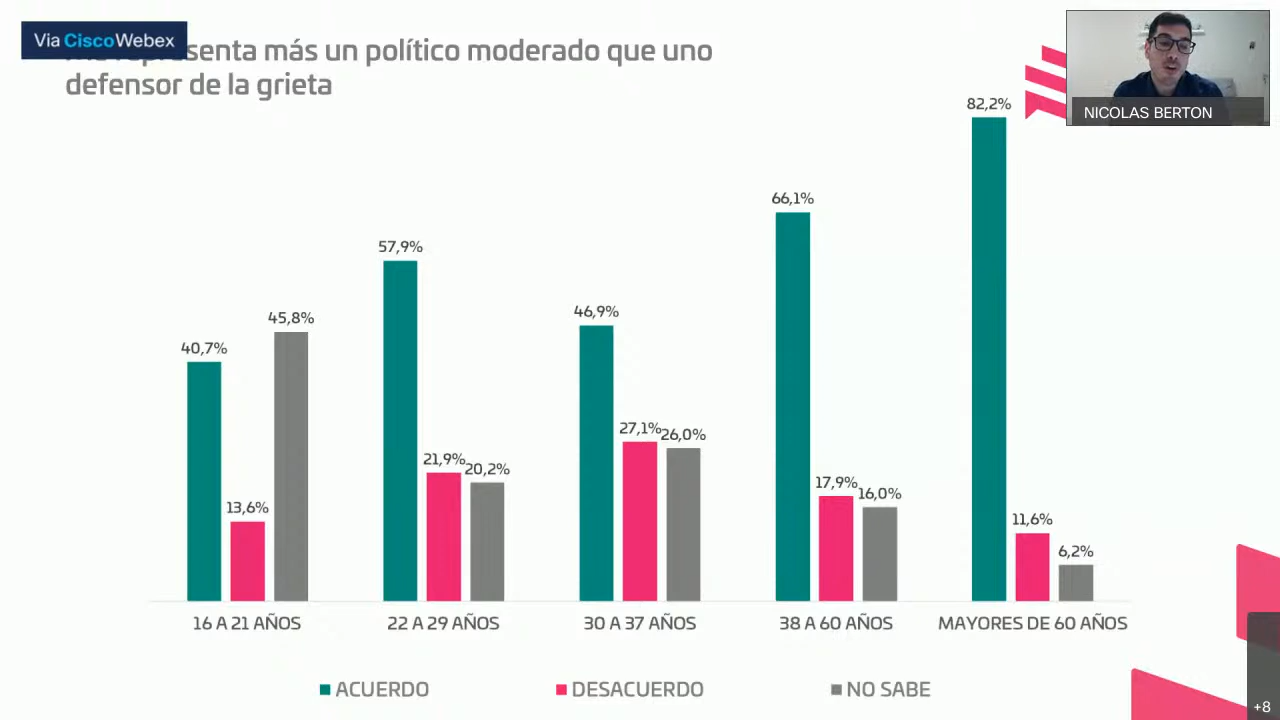 Vía CiscoWebex
senta más un político moderado que uno
defensor de la grieta
NICOLAS BERTON
82,2%
66,1%
57,9%
46,9%
45,8%
40,7%
27,1%
26,0%
21,9%
20,2%
17,9%
16,0%
13,6%
11,6%
6,2%
16 A 21 AÑOS
22 A 29 AÑOS
30 A 37 AÑOS
38 A 60 AÑOS
MAYORES DE 60 AÑOS
ACUERDO
DESACUERDO
NO SABE
+8